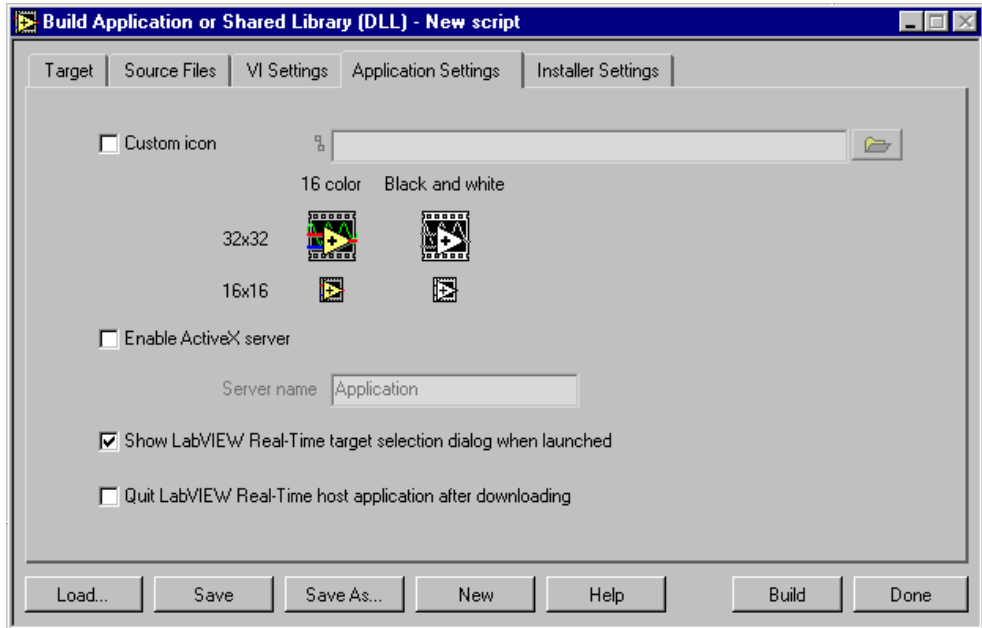 Build Application or Shared Library (DLL) - New script
Target Source Files VI Settings Application Settings Installer Settings
Custom icon
16 color Black and white
32x32
16x16
Enable ActiveX server
Server name Application
Show LabVIEW Real-Time target selection dialog when launched
Quit LabVIEW Real-Time host application after downloading
Load... Save Save As... New Help Build Done